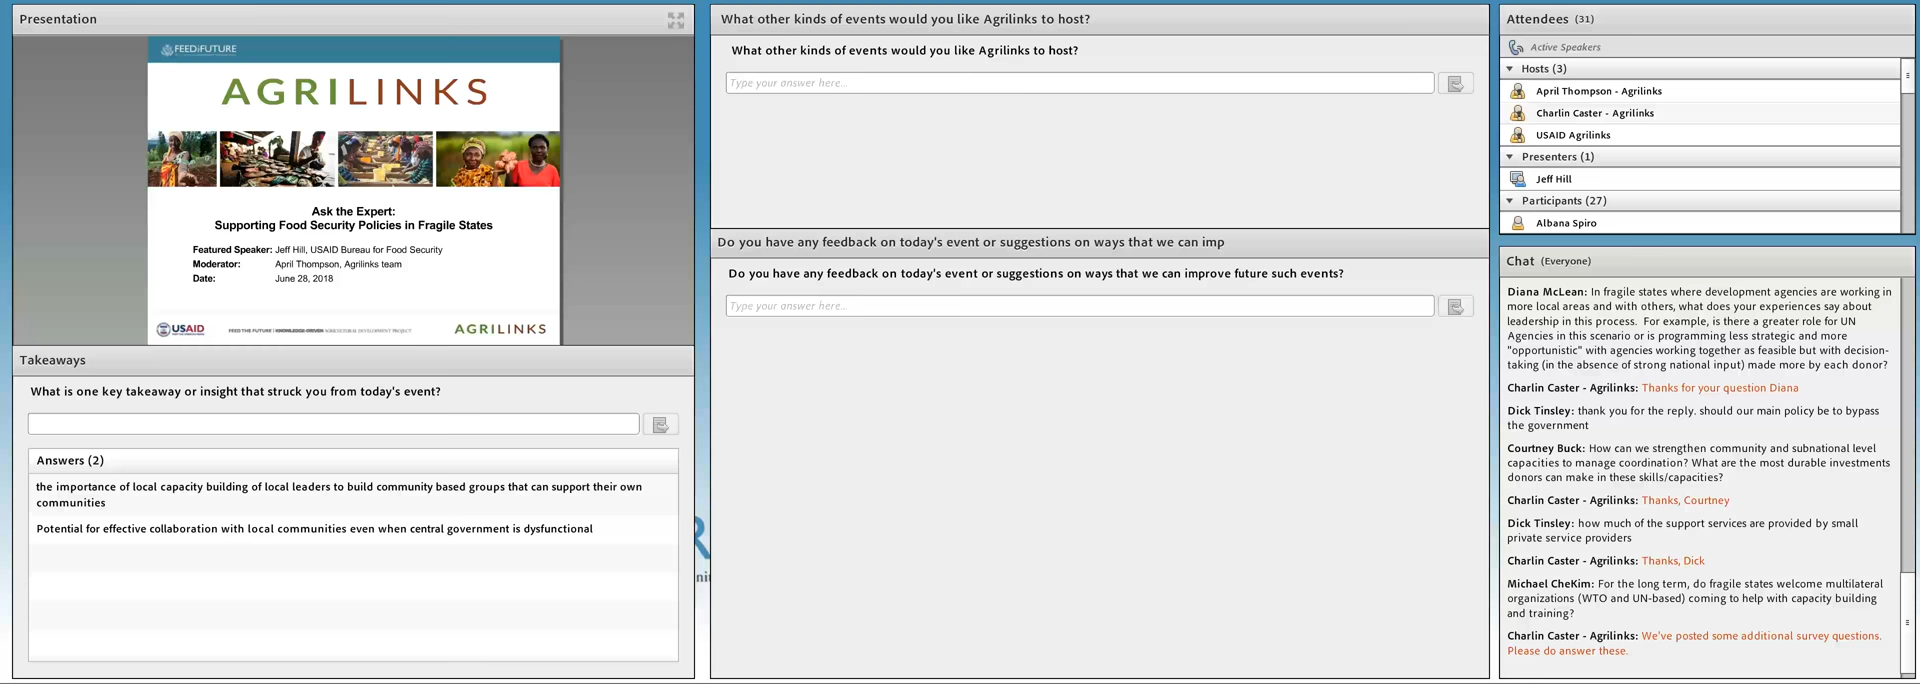 Presentation
FEED THE FUTURE
AGRILINKS
Ask the Expert:
Supporting Food Security Policies in Fragile States
Featured Speaker: Jeff Hill, USAID Bureau for Food Security
Moderator: April Thompson, Agrilinks team
Date: June 28, 2018
USAID
FEED THE FUTURE | KNOWLEDGE-DRIVEN AGRICULTURAL DEVELOPMENT PROJECT
AGRILINKS
Takeaways
What is one key takeaway or insight that struck you from today's event?
Answers (2)
the importance of local capacity building of local leaders to build community based groups that can support their own
communities
Potential for effective collaboration with local communities even when central government is dysfunctional
What other kinds of events would you like Agrilinks to host?
What other kinds of events would you like Agrilinks to host?
Type your answer here...
Do you have any feedback on today's event or suggestions on ways that we can imp
Do you have any feedback on today's event or suggestions on ways that we can improve future such events?
Type your answer here...
Attendees (31)
Active Speakers
Hosts (3)
April Thompson - Agrilinks
Charlin Caster - Agrilinks
USAID Agrilinks
Presenters (1)
Jeff Hill
Participants (27)
Albana Spiro
Chat (Everyone)
Diana McLean: In fragile states where development agencies are working in
more local areas and with others, what does your experiences say about
leadership in this process. For example, is there a greater role for UN
Agencies in this scenario or is programming less strategic and more
"opportunistic" with agencies working together as feasible but with decision-
taking (in the absence of strong national input) made more by each donor?
Charlin Caster - Agrilinks: Thanks for your question Diana
Dick Tinsley: thank you for the reply. should our main policy be to bypass
the government
Courtney Buck: How can we strengthen community and subnational level
capacities to manage coordination? What are the most durable investments
donors can make in these skills/capacities?
Charlin Caster - Agrilinks: Thanks, Courtney
Dick Tinsley: how much of the support services are provided by small
private service providers
Charlin Caster - Agrilinks: Thanks, Dick
Michael CheKim: For the long term, do fragile states welcome multilateral
organizations (WTO and UN-based) coming to help with capacity building
and training?
Charlin Caster - Agrilinks: We've posted some additional survey questions.
Please do answer these.